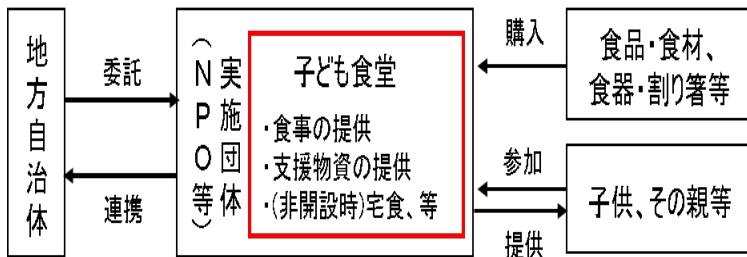 地方自治体
委託
連携
実施団体
（NPO等）
子ども食堂
・食事の提供
・支援物資の提供
・(非開設時)宅食、等
購入
食品・食材、
食器・割り箸等
参加
提供
子供、その親等